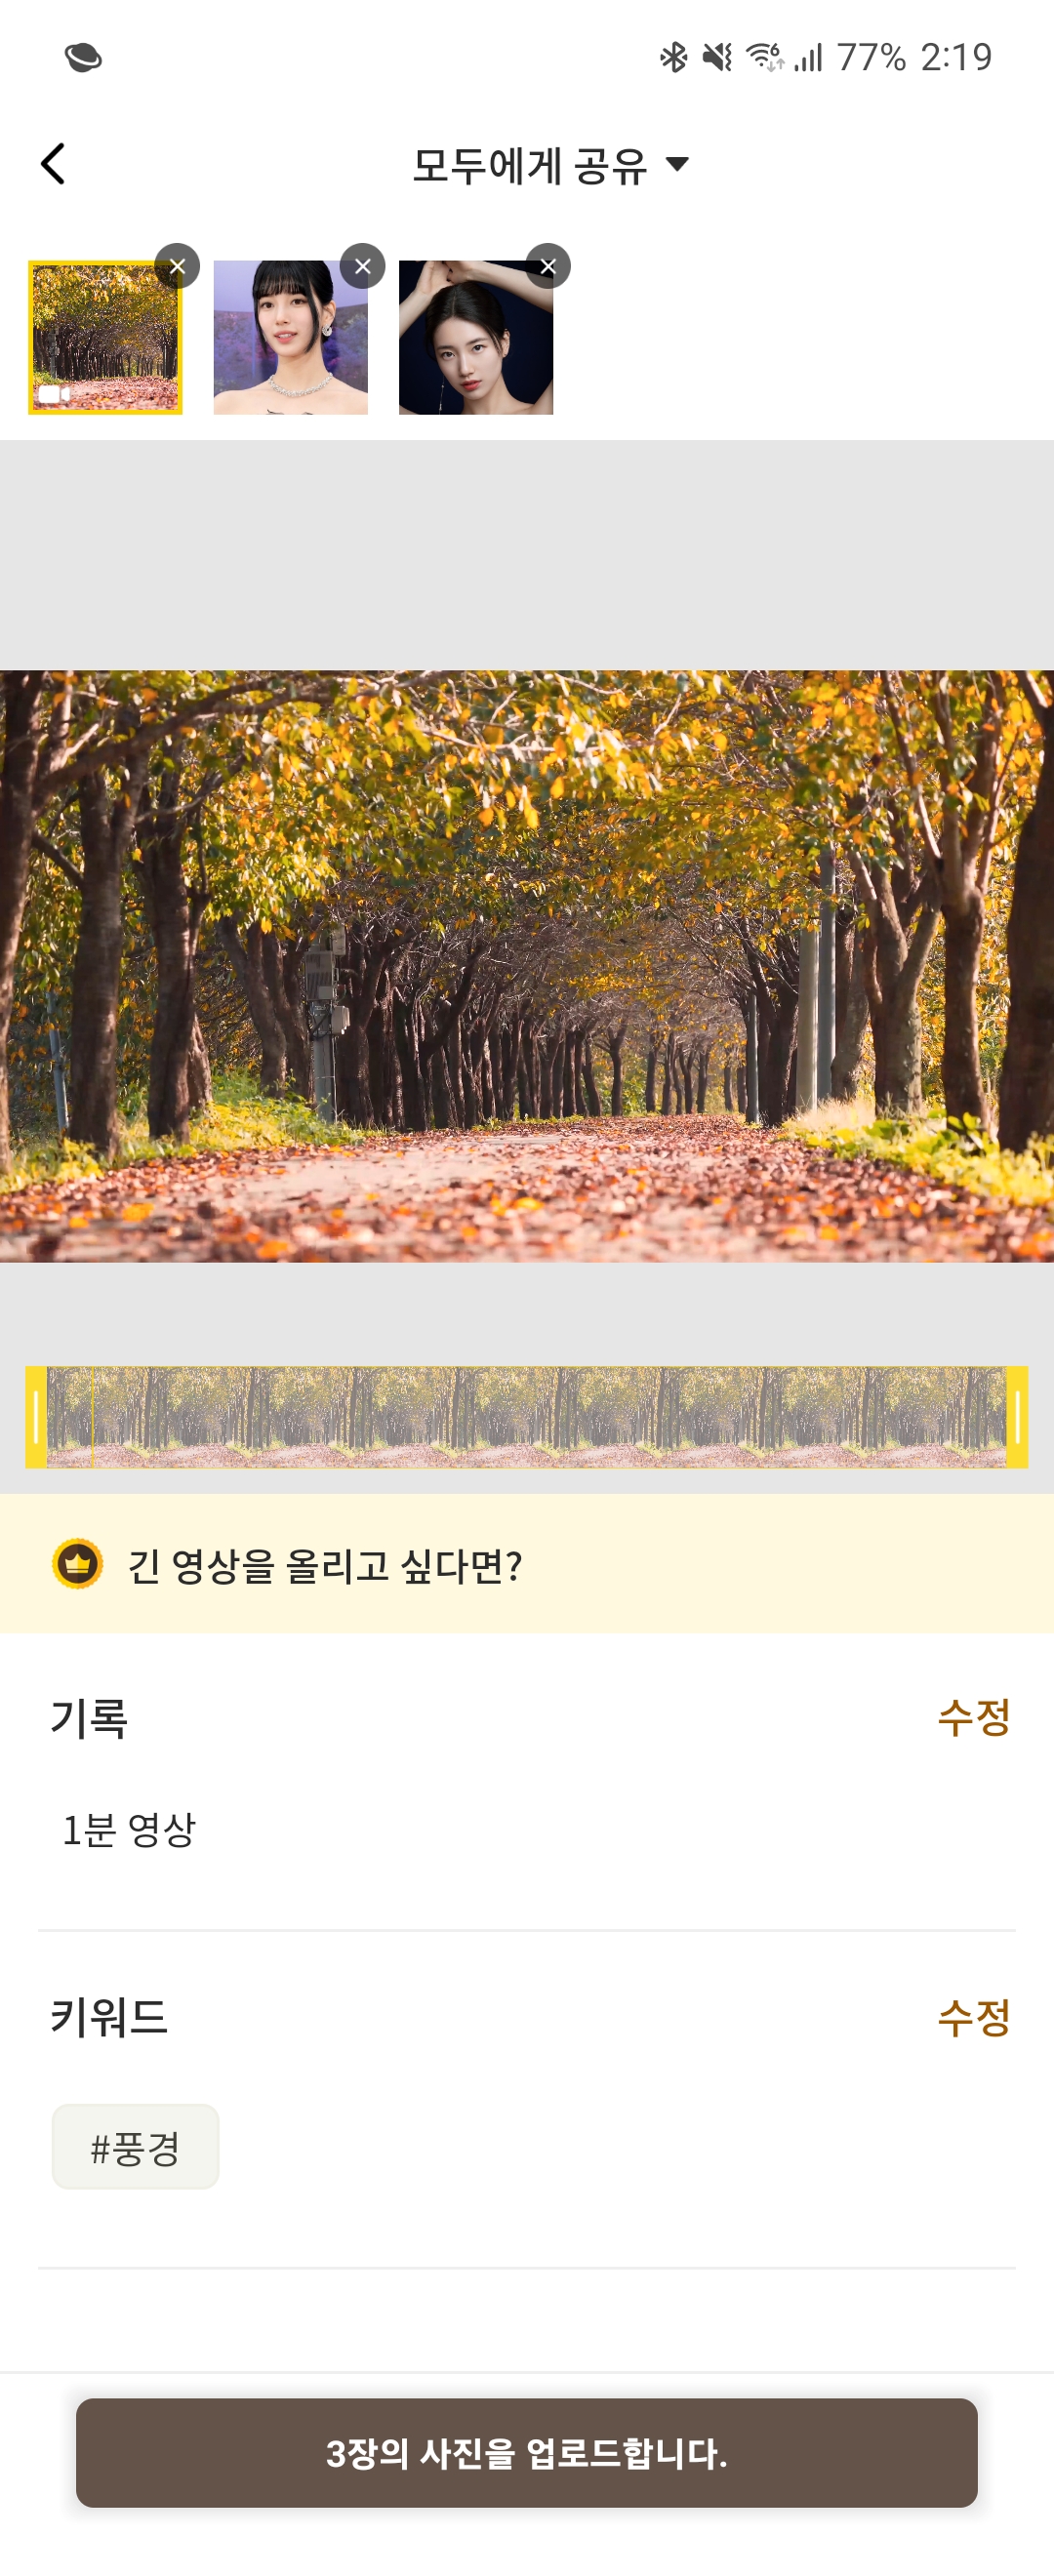 77% 2:19
모두에게 공유
긴 영상을 올리고 싶다면?
기록
수정
1분 영상
키워드
수정
#풍경
3장의 사진을 업로드합니다.